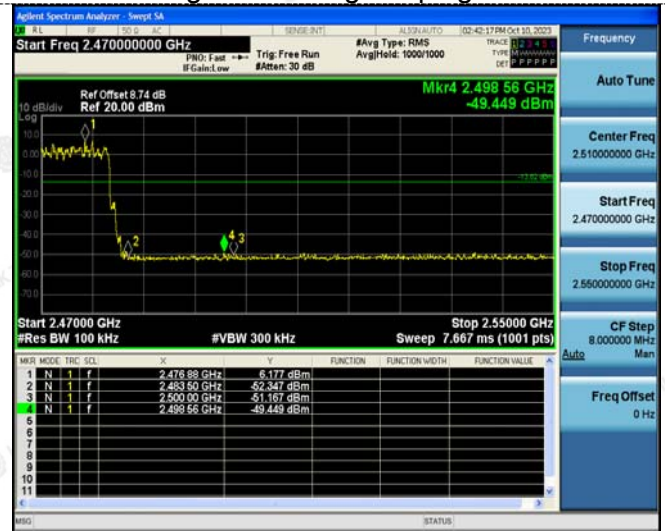 Agilent Spectrum Analyzer - Swept SA
RL RF 50 Ω AC SENSE:INT ALIGNAUTO 02:42:17 PM Oct 10, 2023
Start Freq 2.470000000 GHz
PNO: Fast
IFGain:Low
Trig: Free Run
#Atten: 30 dB
#Avg Type: RMS
Avg|Hold: 1000/1000
TRACE 1 2 3 4 5 6
TYPE
DET P P P P P P
Frequency
Mkr4 2.498 56 GHz
-49.449 dBm
Ref Offset 8.74 dB
10 dB/div Ref 20.00 dBm
Log
10.0
0.00
-10.0
-20.0
-30.0
-40.0
-50.0
-60.0
-70.0
1
2
4
3
Start 2.47000 GHz Stop 2.55000 GHz
#Res BW 100 kHz #VBW 300 kHz Sweep 7.667 ms (1001 pts)
MKR MODE TRC SCL X Y FUNCTION FUNCTION WIDTH FUNCTION VALUE
1 N 1 f 2.476 88 GHz 6.177 dBm
2 N 1 f 2.483 50 GHz -52.347 dBm
3 N 1 f 2.500 00 GHz -51.167 dBm
4 N 1 f 2.498 56 GHz -49.449 dBm
5
6
7
8
9
10
11
MSG STATUS
Auto Tune
Center Freq
2.510000000 GHz
Start Freq
2.470000000 GHz
Stop Freq
2.550000000 GHz
CF Step
8.000000 MHz
Auto Man
Freq Offset
0 Hz